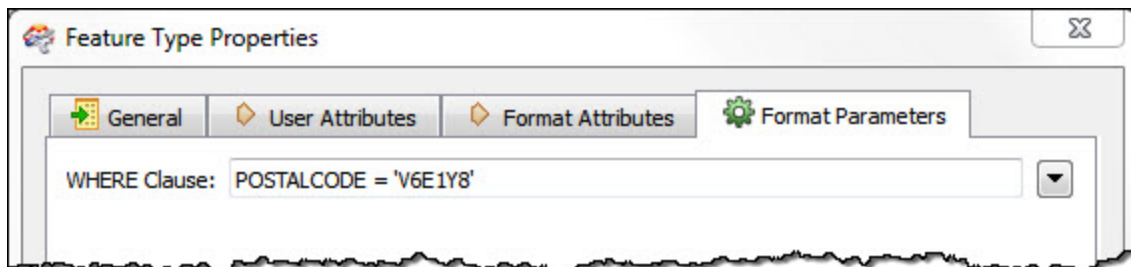 Feature Type Properties
General User Attributes Format Attributes Format Parameters
WHERE Clause: POSTALCODE = 'V6E1Y8'